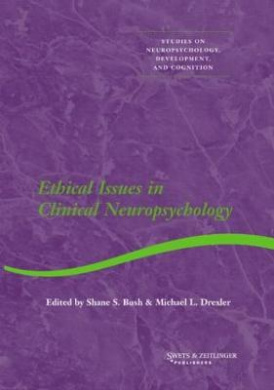 STUDIES ON
NEUROPSYCHOLOGY,
DEVELOPMENT,
AND COGNITION
Ethical Issues in
Clinical Neuropsychology
Edited by Shane S. Bush & Michael L. Drexler
SWETS & ZEITLINGER
PUBLISHERS